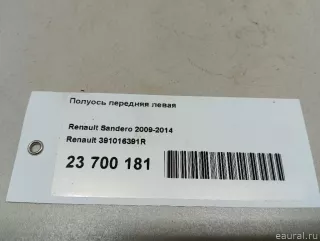 Полуось передняя левая
Renault Sandero 2009-2014
Renault 391016391R
23 700 181
eaural.ru